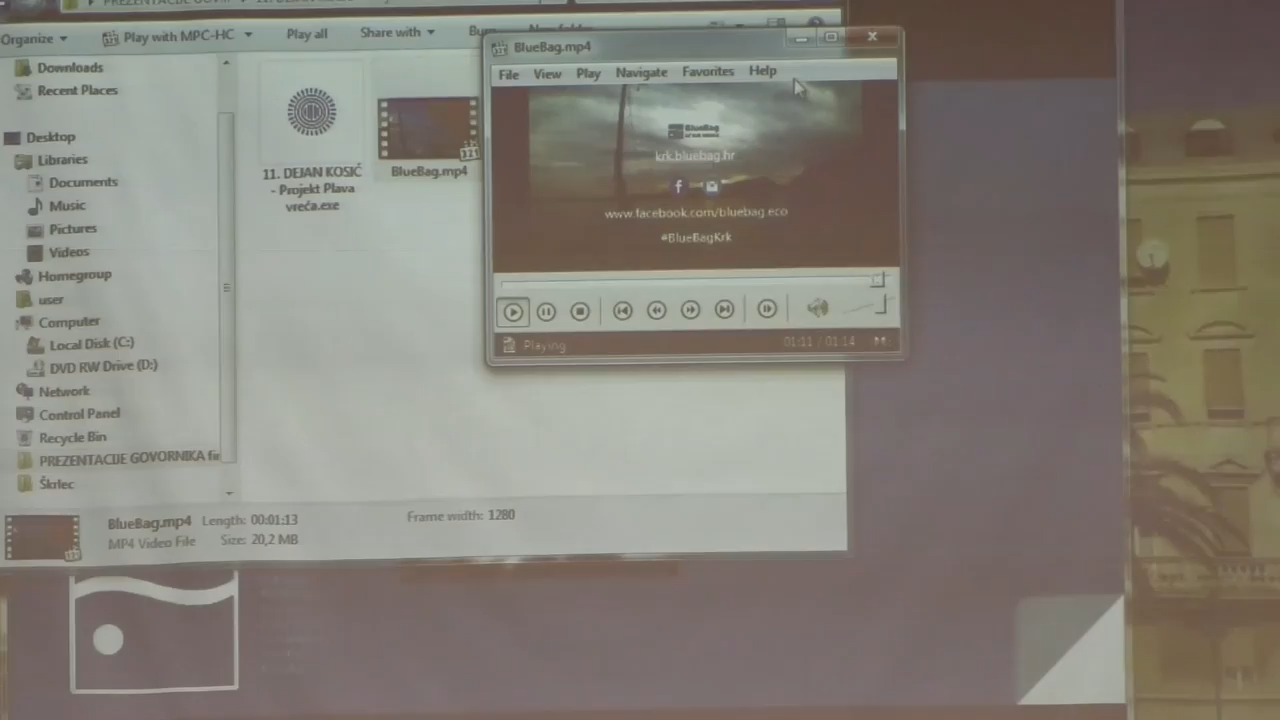 PREZENTACIJE
Organize
Play with MPC-HC
Play all
Share with
Downloads
Recent Places
Desktop
Libraries
Documents
Music
Pictures
Videos
Homegroup
user
Computer
Local Disk (C:)
DVD RW Drive (D:)
Network
Control Panel
Recycle Bin
PREZENTACIJE GOVORNIKA fir
Škrlec
11. DEJAN KOSIĆ
- Projekt Plava
vreća.exe
BlueBag.mp4
BlueBag.mp4
File View Play Navigate Favorites Help
BlueBag
krk.bluebag.hr
www.facebook.com/bluebag.eco
#BlueBagKrk
Playing
01:11 / 01:14
BlueBag.mp4 Length: 00:01:13 Frame width: 1280
MP4 Video File Size: 20,2 MB